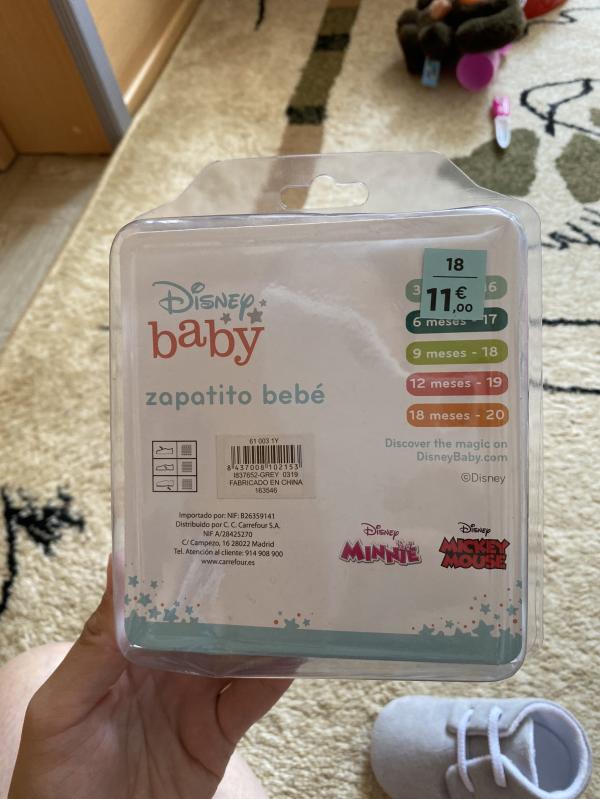 18
11,00€
Disney
baby
zapatito bebé
6
6 meses - 17
9 meses - 18
12 meses - 19
18 meses - 20
Discover the magic on
DisneyBaby.com
©Disney
61 003 1Y
8 437008 102153
I837652-GREY 0319
FABRICADO EN CHINA
163546
Importado por: NIF: B26359141
Distribuido por C. C. Carrefour S.A.
NIF A/28425270
C/ Campezo, 16 28022 Madrid
Tel. Atención al cliente: 914 908 900
www.carrefour.es
Disney
MINNIE
Disney
MICKEY
MOUSE